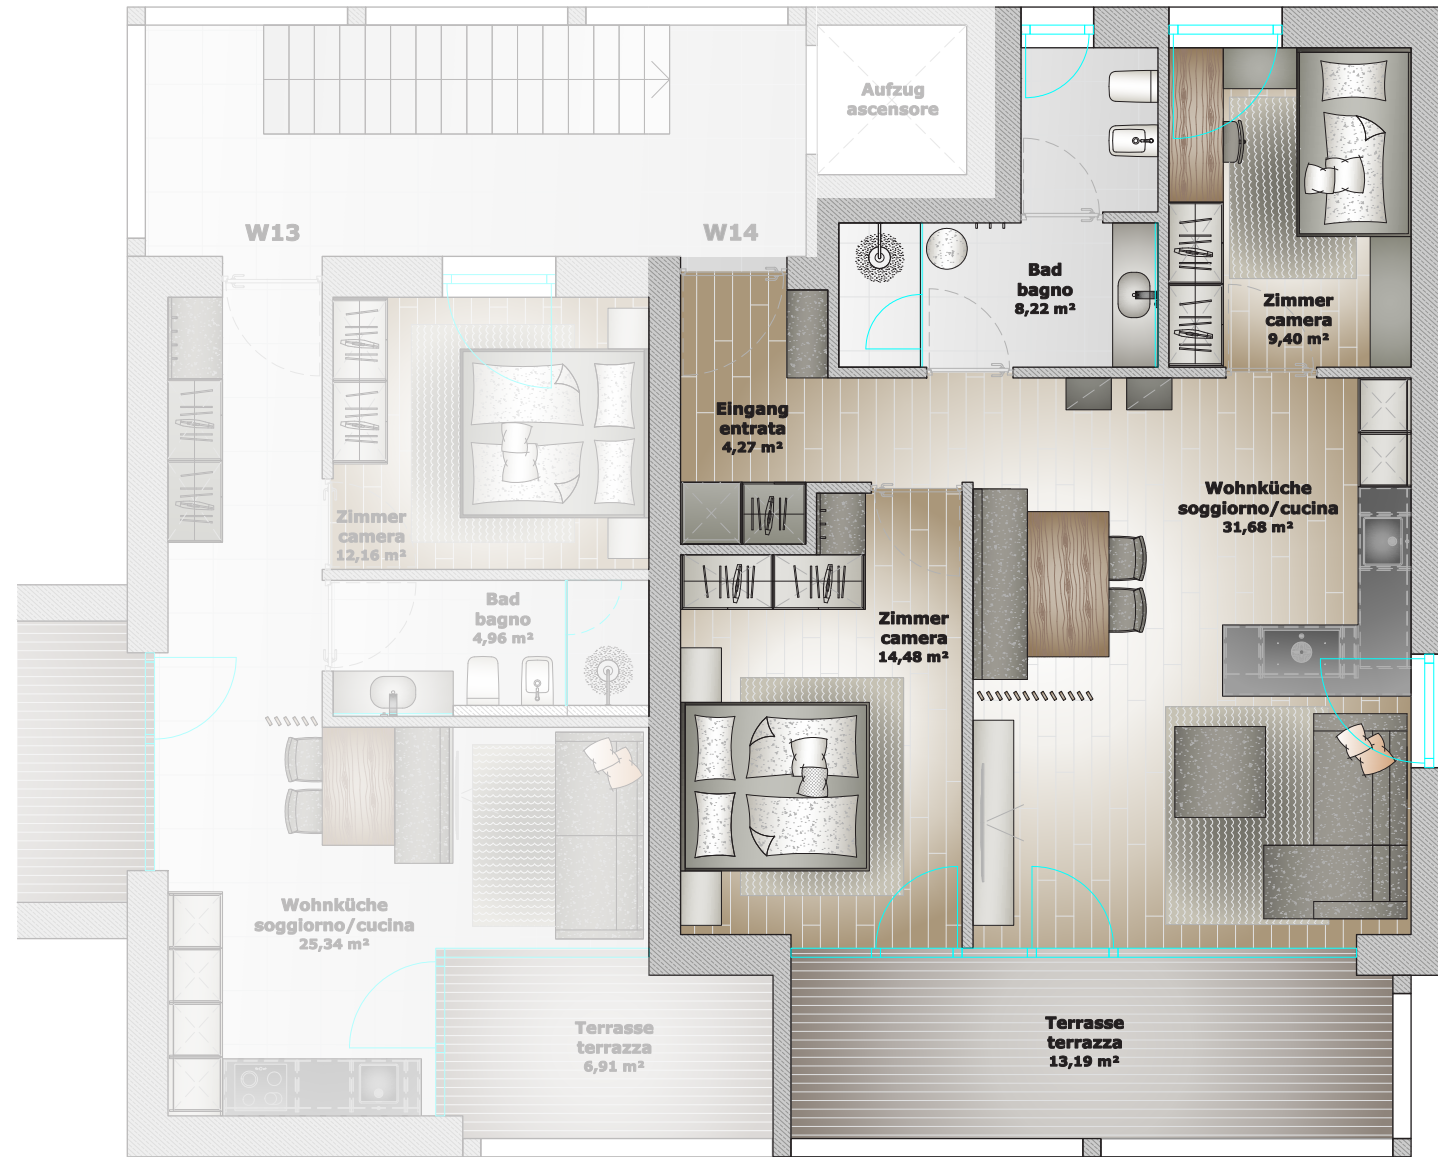 Aufzug
ascensore
W13
W14
Bad
bagno
8,22 m²
Zimmer
camera
9,40 m²
Eingang
entrata
4,27 m²
Wohnküche
soggiorno/cucina
31,68 m²
Zimmer
camera
12,16 m²
Bad
bagno
4,96 m²
Zimmer
camera
14,48 m²
Wohnküche
soggiorno/cucina
25,34 m²
Terrasse
terrazza
6,91 m²
Terrasse
terrazza
13,19 m²